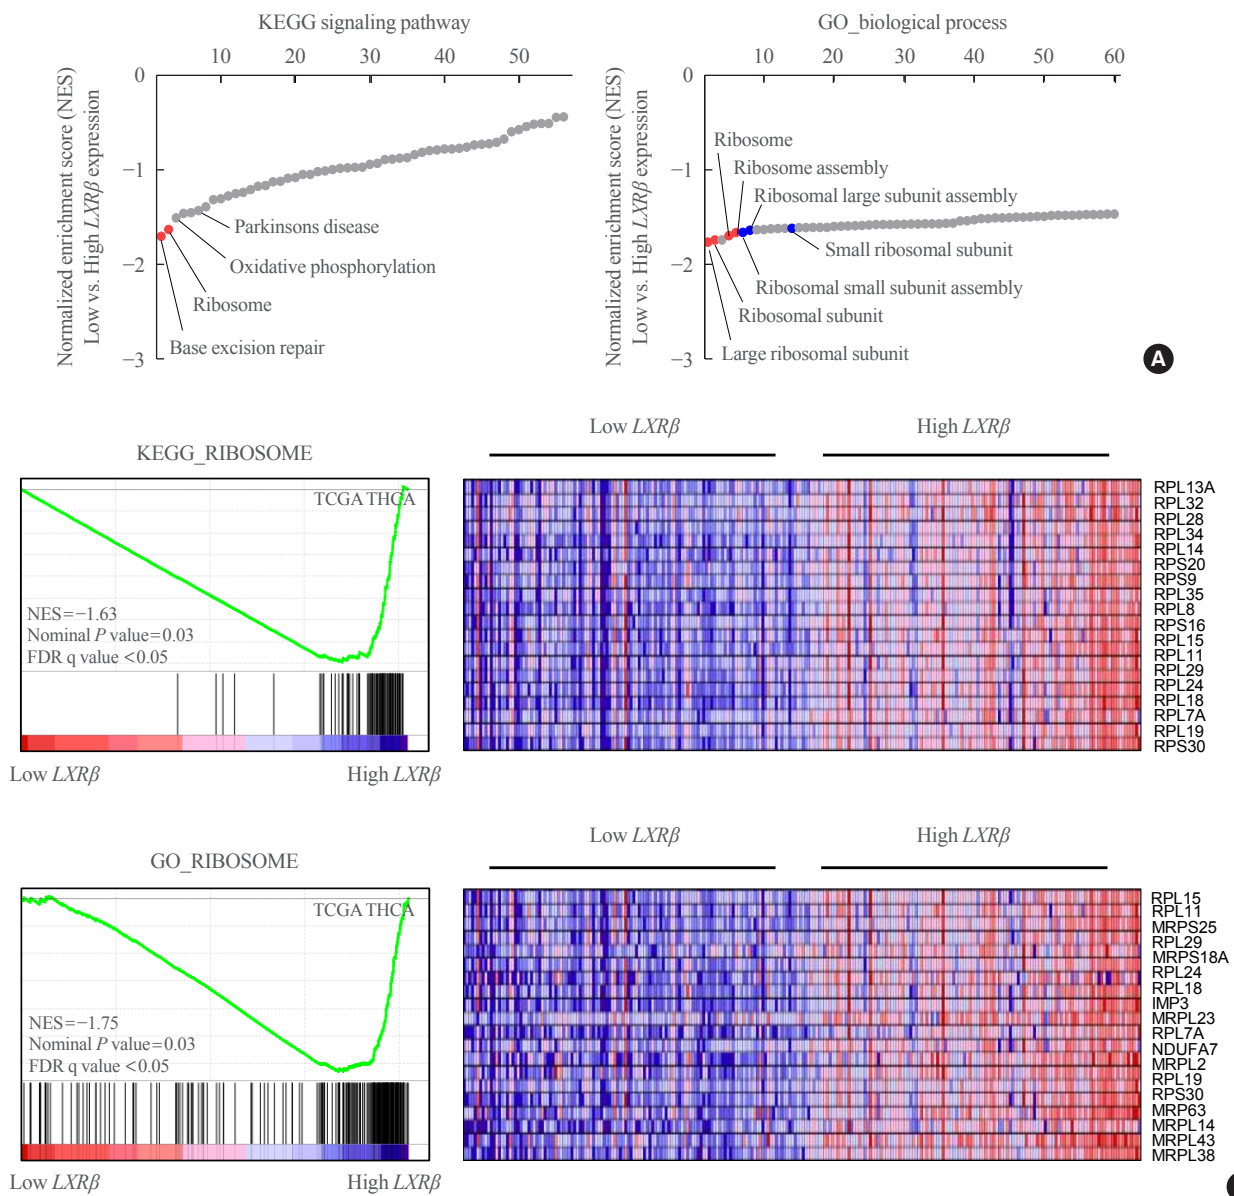 KEGG signaling pathway
10 20 30 40 50
0
−1
−2
−3
Normalized enrichment score (NES)
Low vs. High LXRβ expression
Parkinsons disease
Oxidative phosphorylation
Ribosome
Base excision repair
GO_biological process
10 20 30 40 50 60
0
−1
−2
−3
Normalized enrichment score (NES)
Low vs. High LXRβ expression
Ribosome
Ribosome assembly
Ribosomal large subunit assembly
Small ribosomal subunit
Ribosomal small subunit assembly
Ribosomal subunit
Large ribosomal subunit
A
KEGG_RIBOSOME
TCGA THCA
NES=−1.63
Nominal P value=0.03
FDR q value <0.05
Low LXRβ High LXRβ
Low LXRβ High LXRβ
RPL13A
RPL32
RPL28
RPL34
RPL14
RPS20
RPS9
RPL35
RPL8
RPS16
RPL15
RPL11
RPL29
RPL24
RPL18
RPL7A
RPL19
RPS30
GO_RIBOSOME
TCGA THCA
NES=−1.75
Nominal P value=0.03
FDR q value <0.05
Low LXRβ High LXRβ
Low LXRβ High LXRβ
RPL15
RPL11
MRPS25
RPL29
MRPS18A
RPL24
RPL18
IMP3
MRPL23
RPL7A
NDUFA7
MRPL2
RPL19
RPS30
MRP63
MRPL14
MRPL43
MRPL38